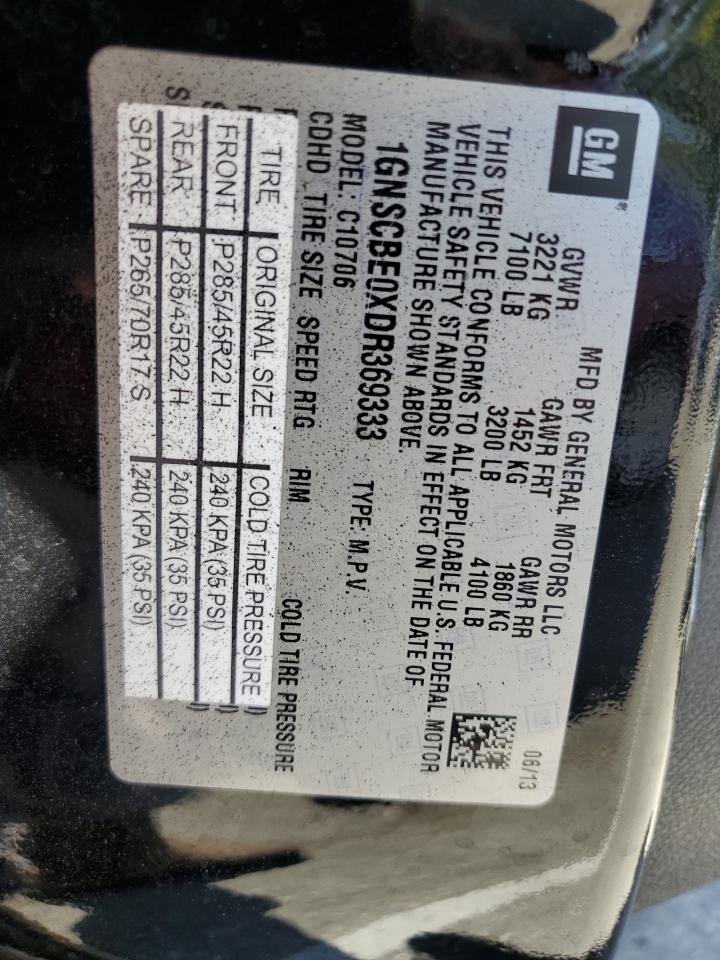 GM®
MFD BY GENERAL MOTORS LLC
06/13
GVWR GAWR FRT GAWR RR
3221 KG 1452 KG 1860 KG
7100 LB 3200 LB 4100 LB
THIS VEHICLE CONFORMS TO ALL APPLICABLE U.S. FEDERAL MOTOR
VEHICLE SAFETY STANDARDS IN EFFECT ON THE DATE OF
MANUFACTURE SHOWN ABOVE.
1GNSCBE0XDR369333 TYPE: M.P.V.
MODEL: C10706
CDHD TIRE SIZE SPEED RTG RIM COLD TIRE PRESSURE
TIRE ORIGINAL SIZE COLD TIRE PRESSURE
FRONT P285/45R22 H 240 KPA (35 PSI)
REAR P285/45R22 H 240 KPA (35 PSI)
SPARE P265/70R17 S 240 KPA (35 PSI)